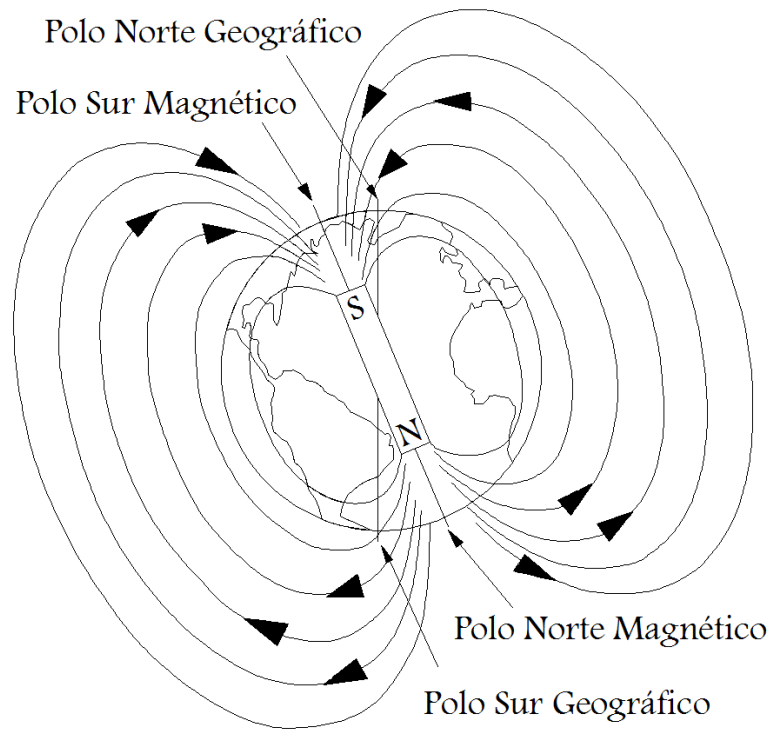 Polo Norte Geográfico
Polo Sur Magnético
S
N
Polo Norte Magnético
Polo Sur Geográfico